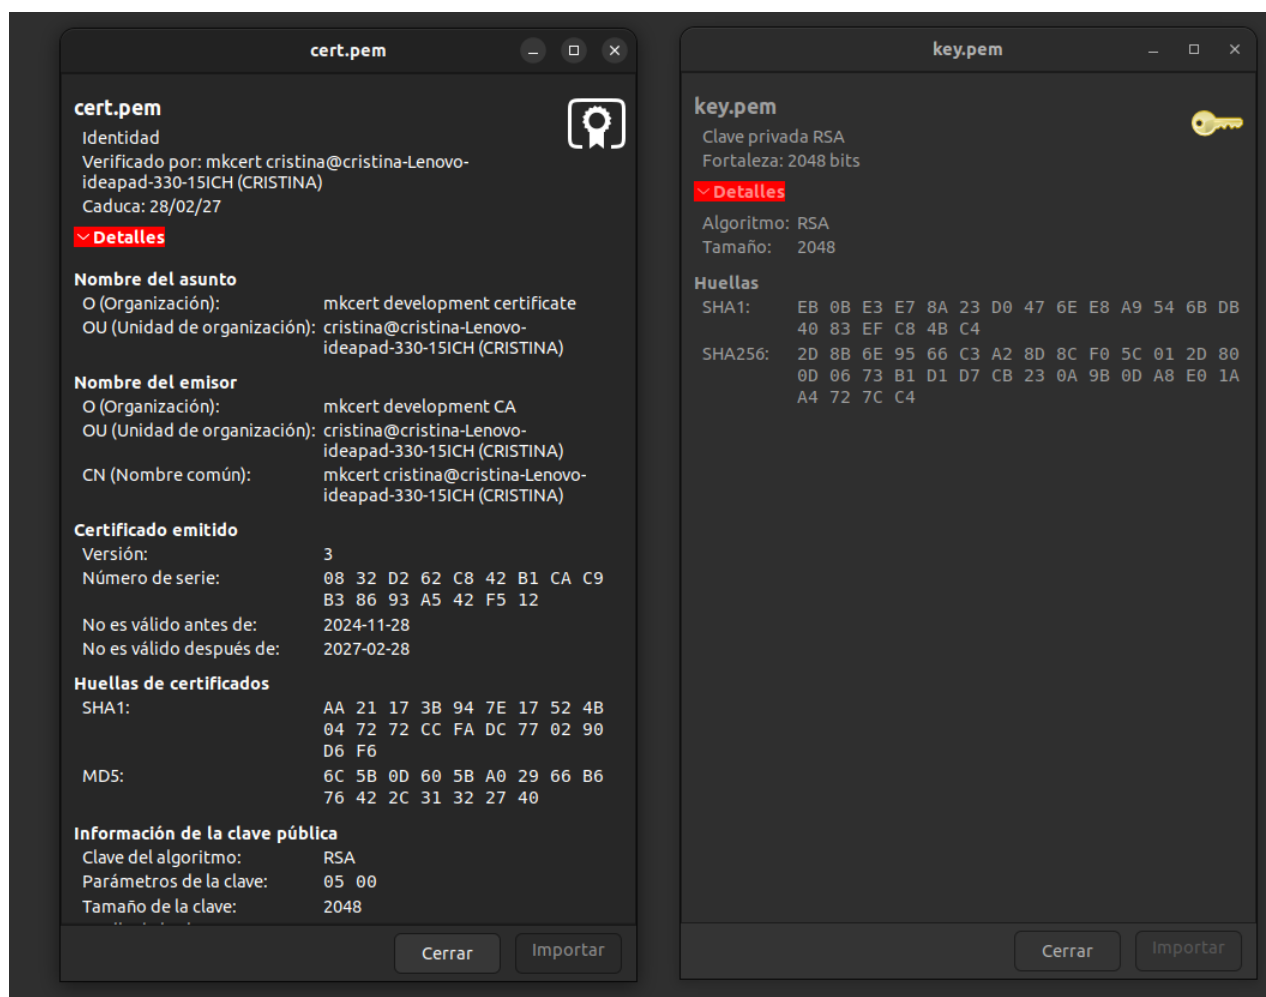 cert.pem
cert.pem
Identidad
Verificado por: mkcert cristina@cristina-Lenovo-
ideapad-330-15ICH (CRISTINA)
Caduca: 28/02/27
Detalles
Nombre del asunto
O (Organización): mkcert development certificate
OU (Unidad de organización): cristina@cristina-Lenovo-
ideapad-330-15ICH (CRISTINA)
Nombre del emisor
O (Organización): mkcert development CA
OU (Unidad de organización): cristina@cristina-Lenovo-
ideapad-330-15ICH (CRISTINA)
CN (Nombre común): mkcert cristina@cristina-Lenovo-
ideapad-330-15ICH (CRISTINA)
Certificado emitido
Versión: 3
Número de serie: 08 32 D2 62 C8 42 B1 CA C9
B3 86 93 A5 42 F5 12
No es válido antes de: 2024-11-28
No es válido después de: 2027-02-28
Huellas de certificados
SHA1: AA 21 17 3B 94 7E 17 52 4B
04 72 72 CC FA DC 77 02 90
D6 F6
MD5: 6C 5B 0D 60 5B A0 29 66 B6
76 42 2C 31 32 27 40
Información de la clave pública
Clave del algoritmo: RSA
Parámetros de la clave: 05 00
Tamaño de la clave: 2048
Cerrar Importar
key.pem
key.pem
Clave privada RSA
Fortaleza: 2048 bits
Detalles
Algoritmo: RSA
Tamaño: 2048
Huellas
SHA1: EB 0B E3 E7 8A 23 D0 47 6E E8 A9 54 6B DB
40 83 EF C8 4B C4
SHA256: 2D 8B 6E 95 66 C3 A2 8D 8C F0 5C 01 2D 80
0D 06 73 B1 D1 D7 CB 23 0A 9B 0D A8 E0 1A
A4 72 7C C4
Cerrar Importar